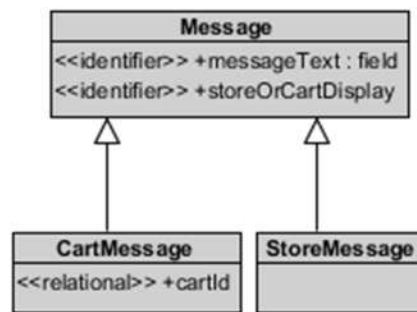 Message
<<identifier>> +messageText : field
<<identifier>> +storeOrCartDisplay
CartMessage
<<relational>> +cartId
StoreMessage